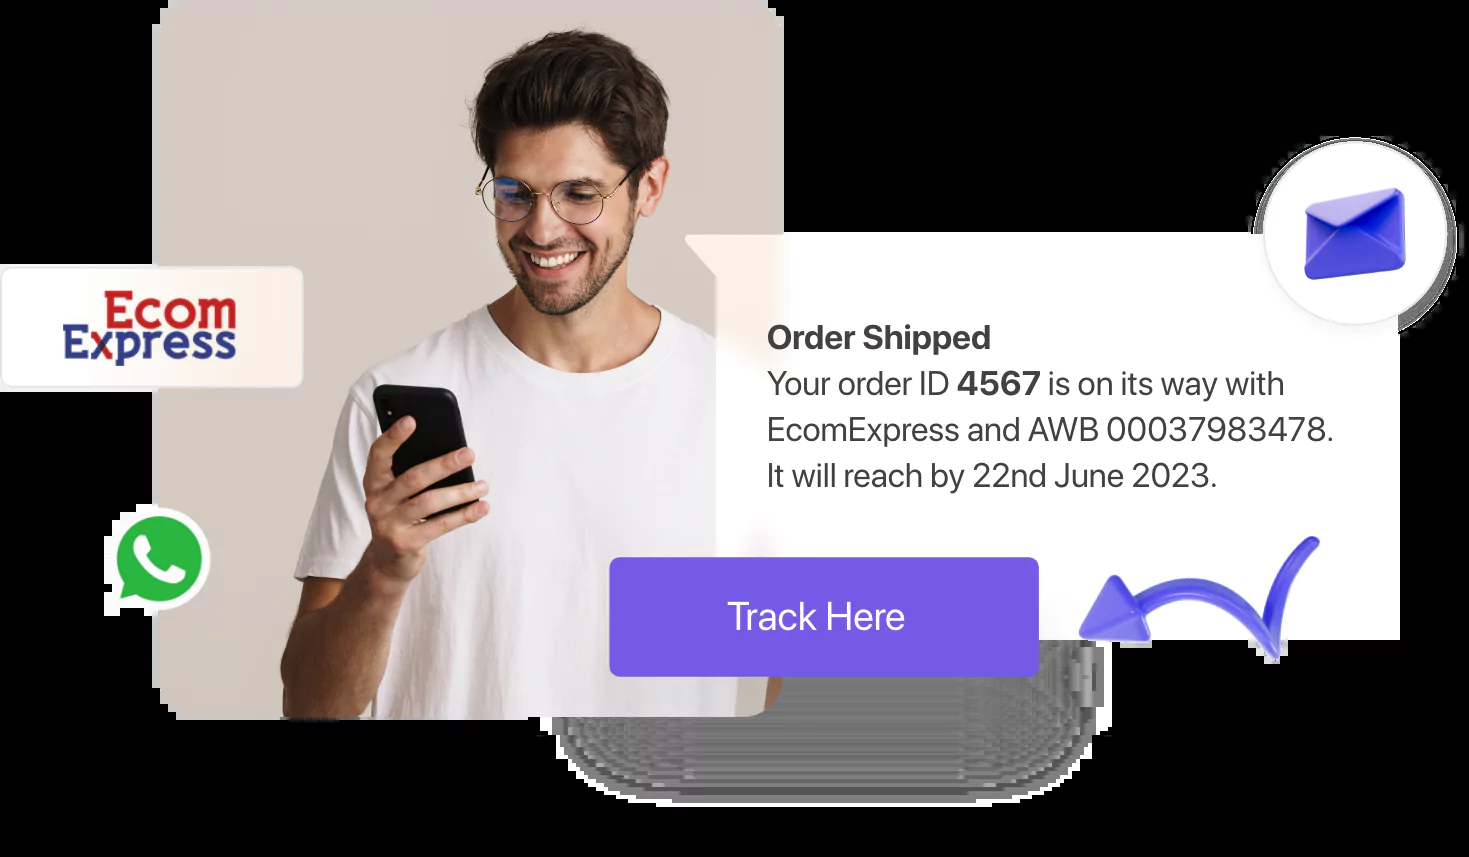 Ecom
Express
Order Shipped
Your order ID 4567 is on its way with
EcomExpress and AWB 00037983478.
It will reach by 22nd June 2023.
Track Here